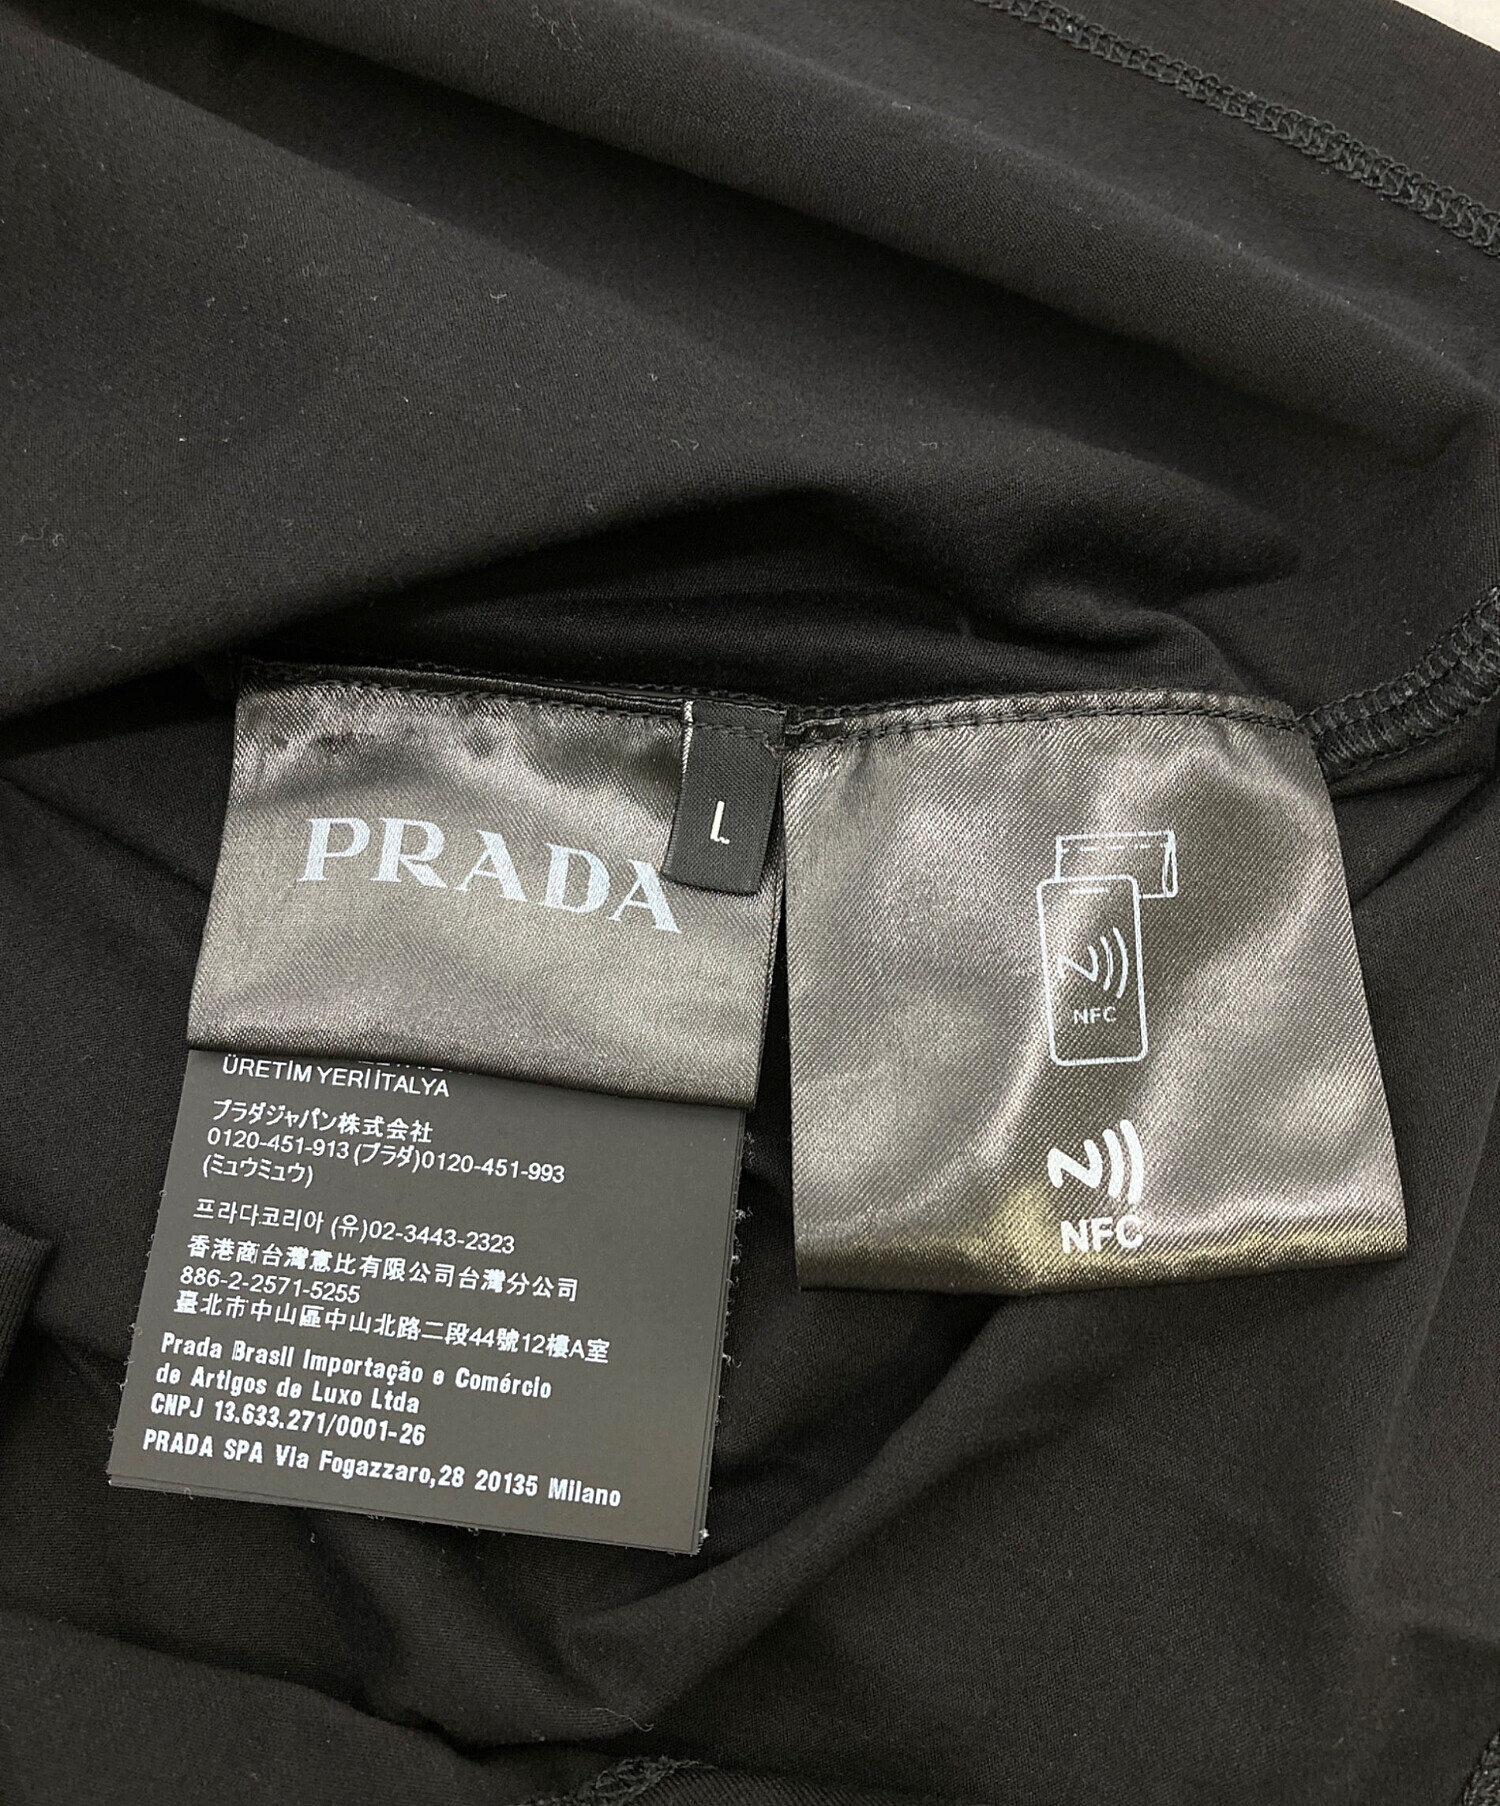 PRADA
L
NFC
NFC
ÜRETİM YERİ İTALYA
プラダジャパン株式会社
0120-451-913 (プラダ)0120-451-993
(ミュウミュウ)
프라다코리아 (유)02-3443-2323
香港商台灣惠比有限公司台灣分公司
886-2-2571-5255
臺北市中山區中山北路二段44號12樓A室
Prada Brasil Importação e Comércio
de Artigos de Luxo Ltda
CNPJ 13.633.271/0001-26
PRADA SPA Via Fogazzaro,28 20135 Milano